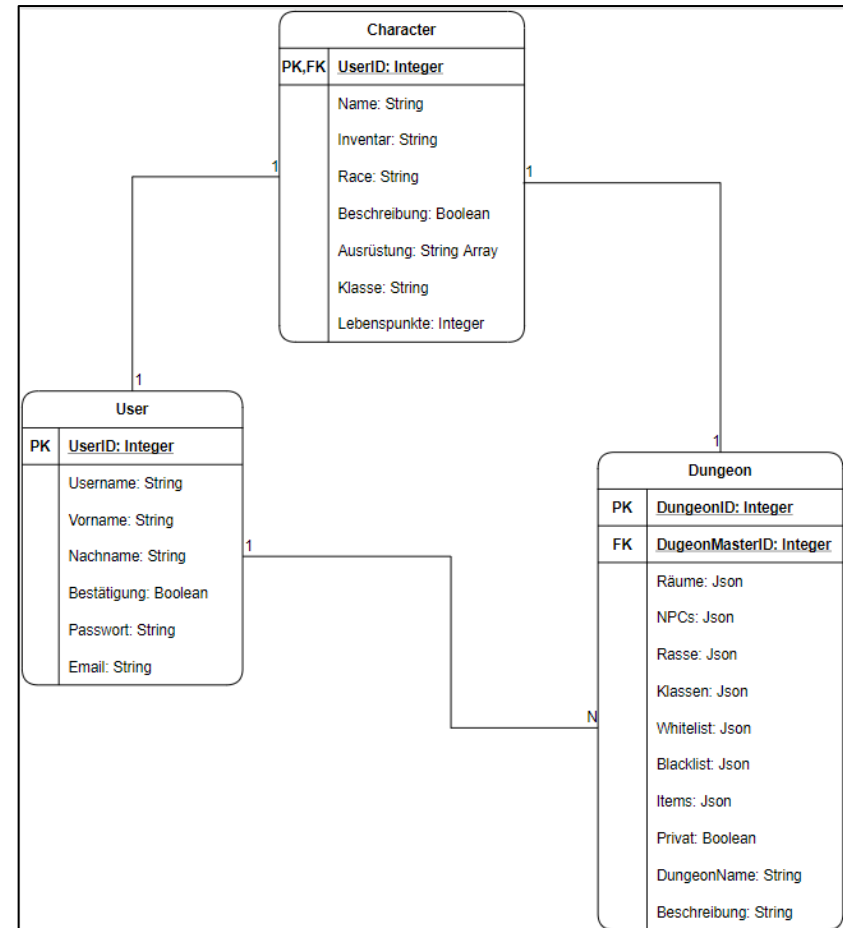 Character
PK,FK UserID: Integer
Name: String
Inventar: String
Race: String
Beschreibung: Boolean
Ausrüstung: String Array
Klasse: String
Lebenspunkte: Integer
1
1
1
1
User
PK UserID: Integer
Username: String
Vorname: String
Nachname: String
Bestätigung: Boolean
Passwort: String
Email: String
1
N
Dungeon
PK DungeonID: Integer
FK DugeonMasterID: Integer
Räume: Json
NPCs: Json
Rasse: Json
Klassen: Json
Whitelist: Json
Blacklist: Json
Items: Json
Privat: Boolean
DungeonName: String
Beschreibung: String